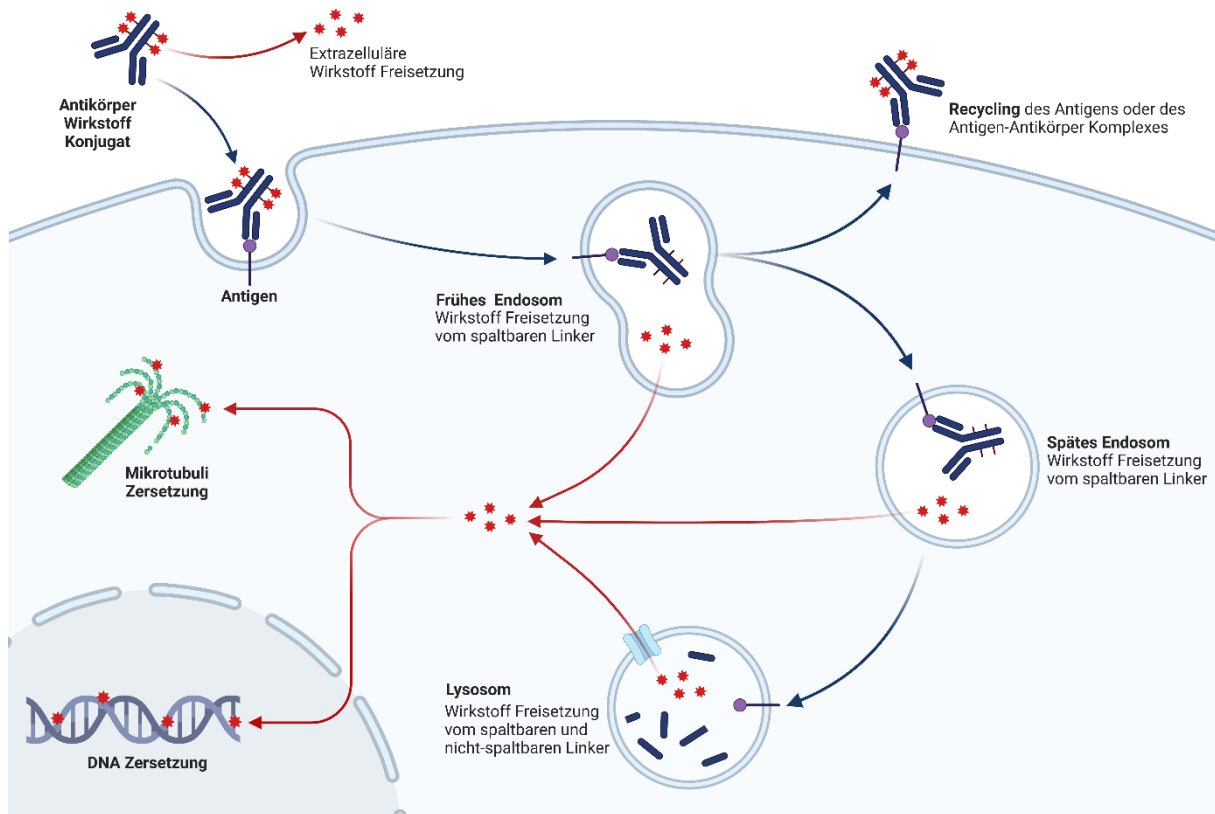 Extrazelluläre
Wirkstoff Freisetzung
Antikörper
Wirkstoff
Konjugat
Recycling des Antigens oder des
Antigen-Antikörper Komplexes
Antigen
Frühes Endosom
Wirkstoff Freisetzung
vom spaltbaren Linker
Spätes Endosom
Wirkstoff Freisetzung
vom spaltbaren Linker
Mikrotubuli
Zersetzung
Lysosom
Wirkstoff Freisetzung
vom spaltbaren und
nicht-spaltbaren Linker
DNA Zersetzung